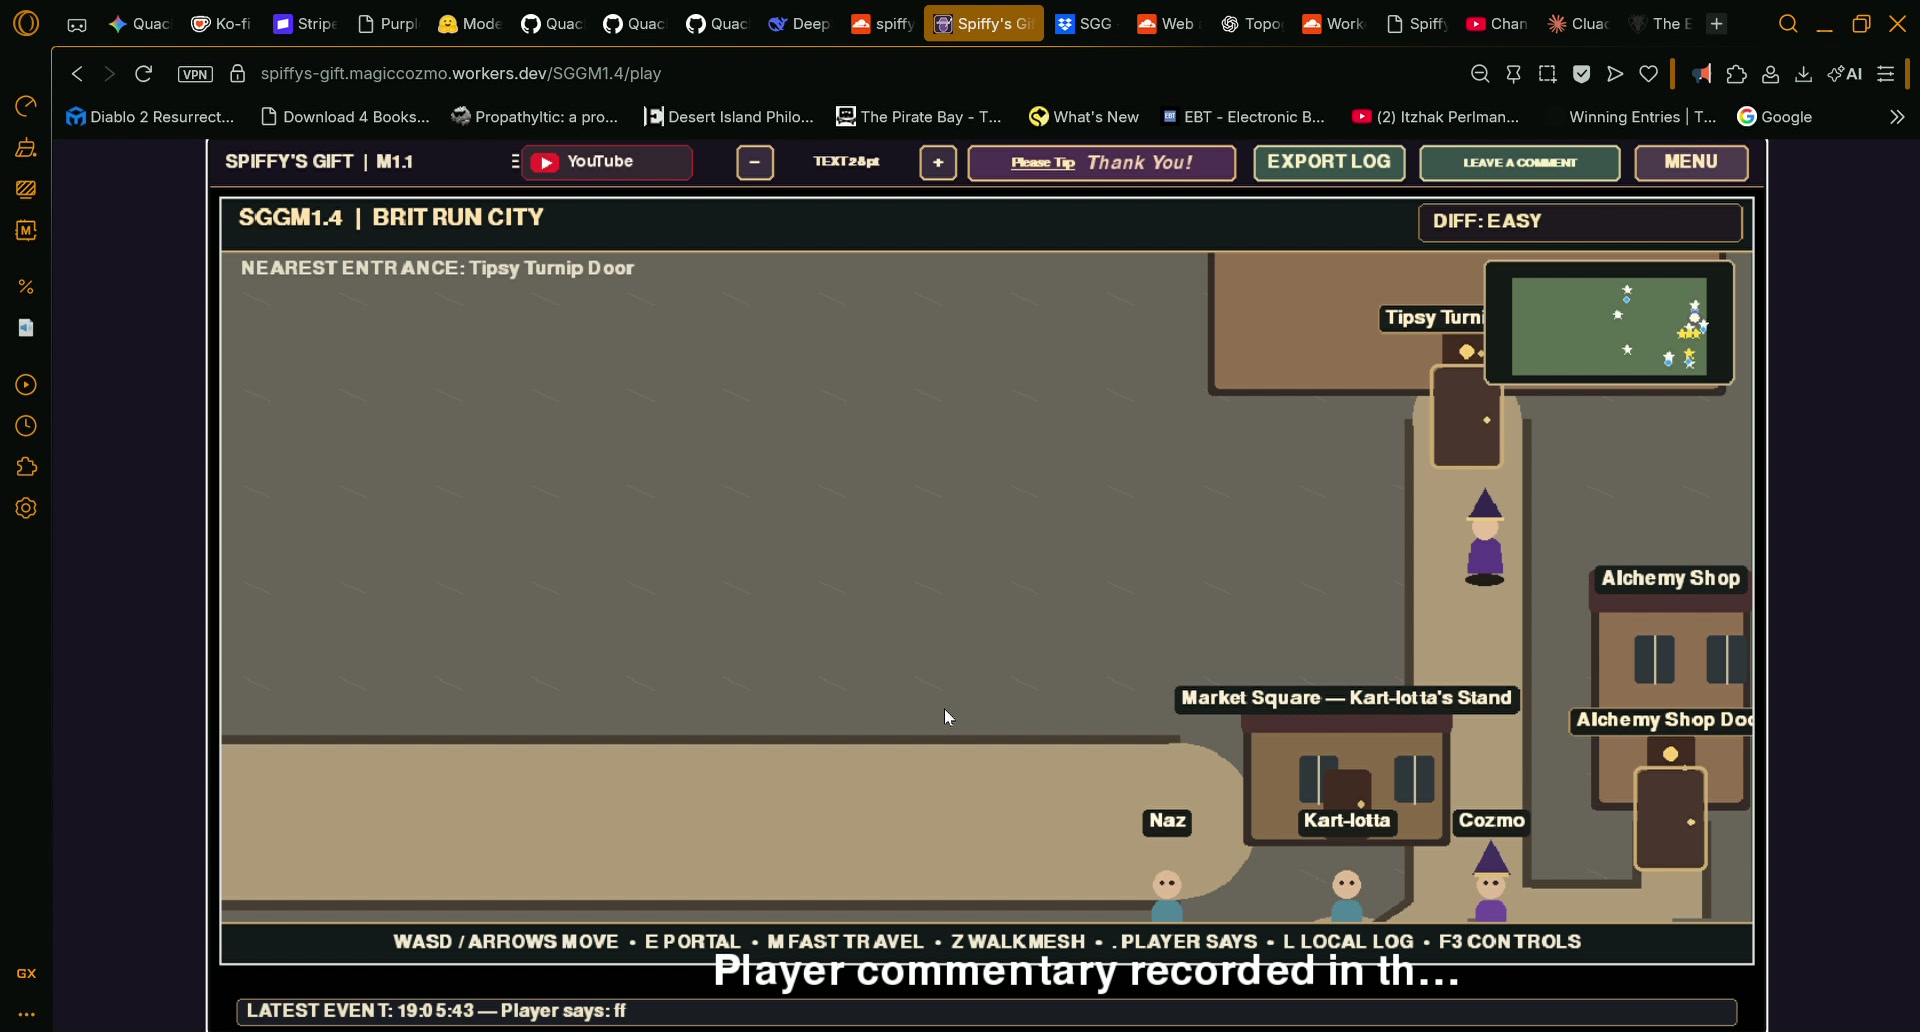 Quac
Ko-fi
Stripe
Purpl
Mode
Quac
Quac
Quac
Deep
spiffy
Spiffy's Gi
SGG
Web
Topo
Work
Spiffy
Chan
Cluac
The E
VPN
spiffys-gift.magiccozmo.workers.dev/SGGM1.4/play
AI
Diablo 2 Resurrect...
Download 4 Books...
Propathyltic: a pro...
Desert Island Philo...
The Pirate Bay - T...
What's New
EBT - Electronic B...
(2) Itzhak Perlman...
Winning Entries | T...
Google
SPIFFY'S GIFT | M1.1
YouTube
−
TEXT 28pt
+
Please Tip Thank You!
EXPORT LOG
LEAVE A COMMENT
MENU
SGGM1.4 | BRIT RUN CITY
DIFF: EASY
NEAREST ENTRANCE: Tipsy Turnip Door
Tipsy Turni
Alchemy Shop
Market Square — Kart-lotta's Stand
Alchemy Shop Doo
Naz
Kart-lotta
Cozmo
WASD / ARROWS MOVE • E PORTAL • M FAST TRAVEL • Z WALKMESH • . PLAYER SAYS • L LOCAL LOG • F3 CONTROLS
Player commentary recorded in th...
LATEST EVENT: 19:05:43 — Player says: ff
GX